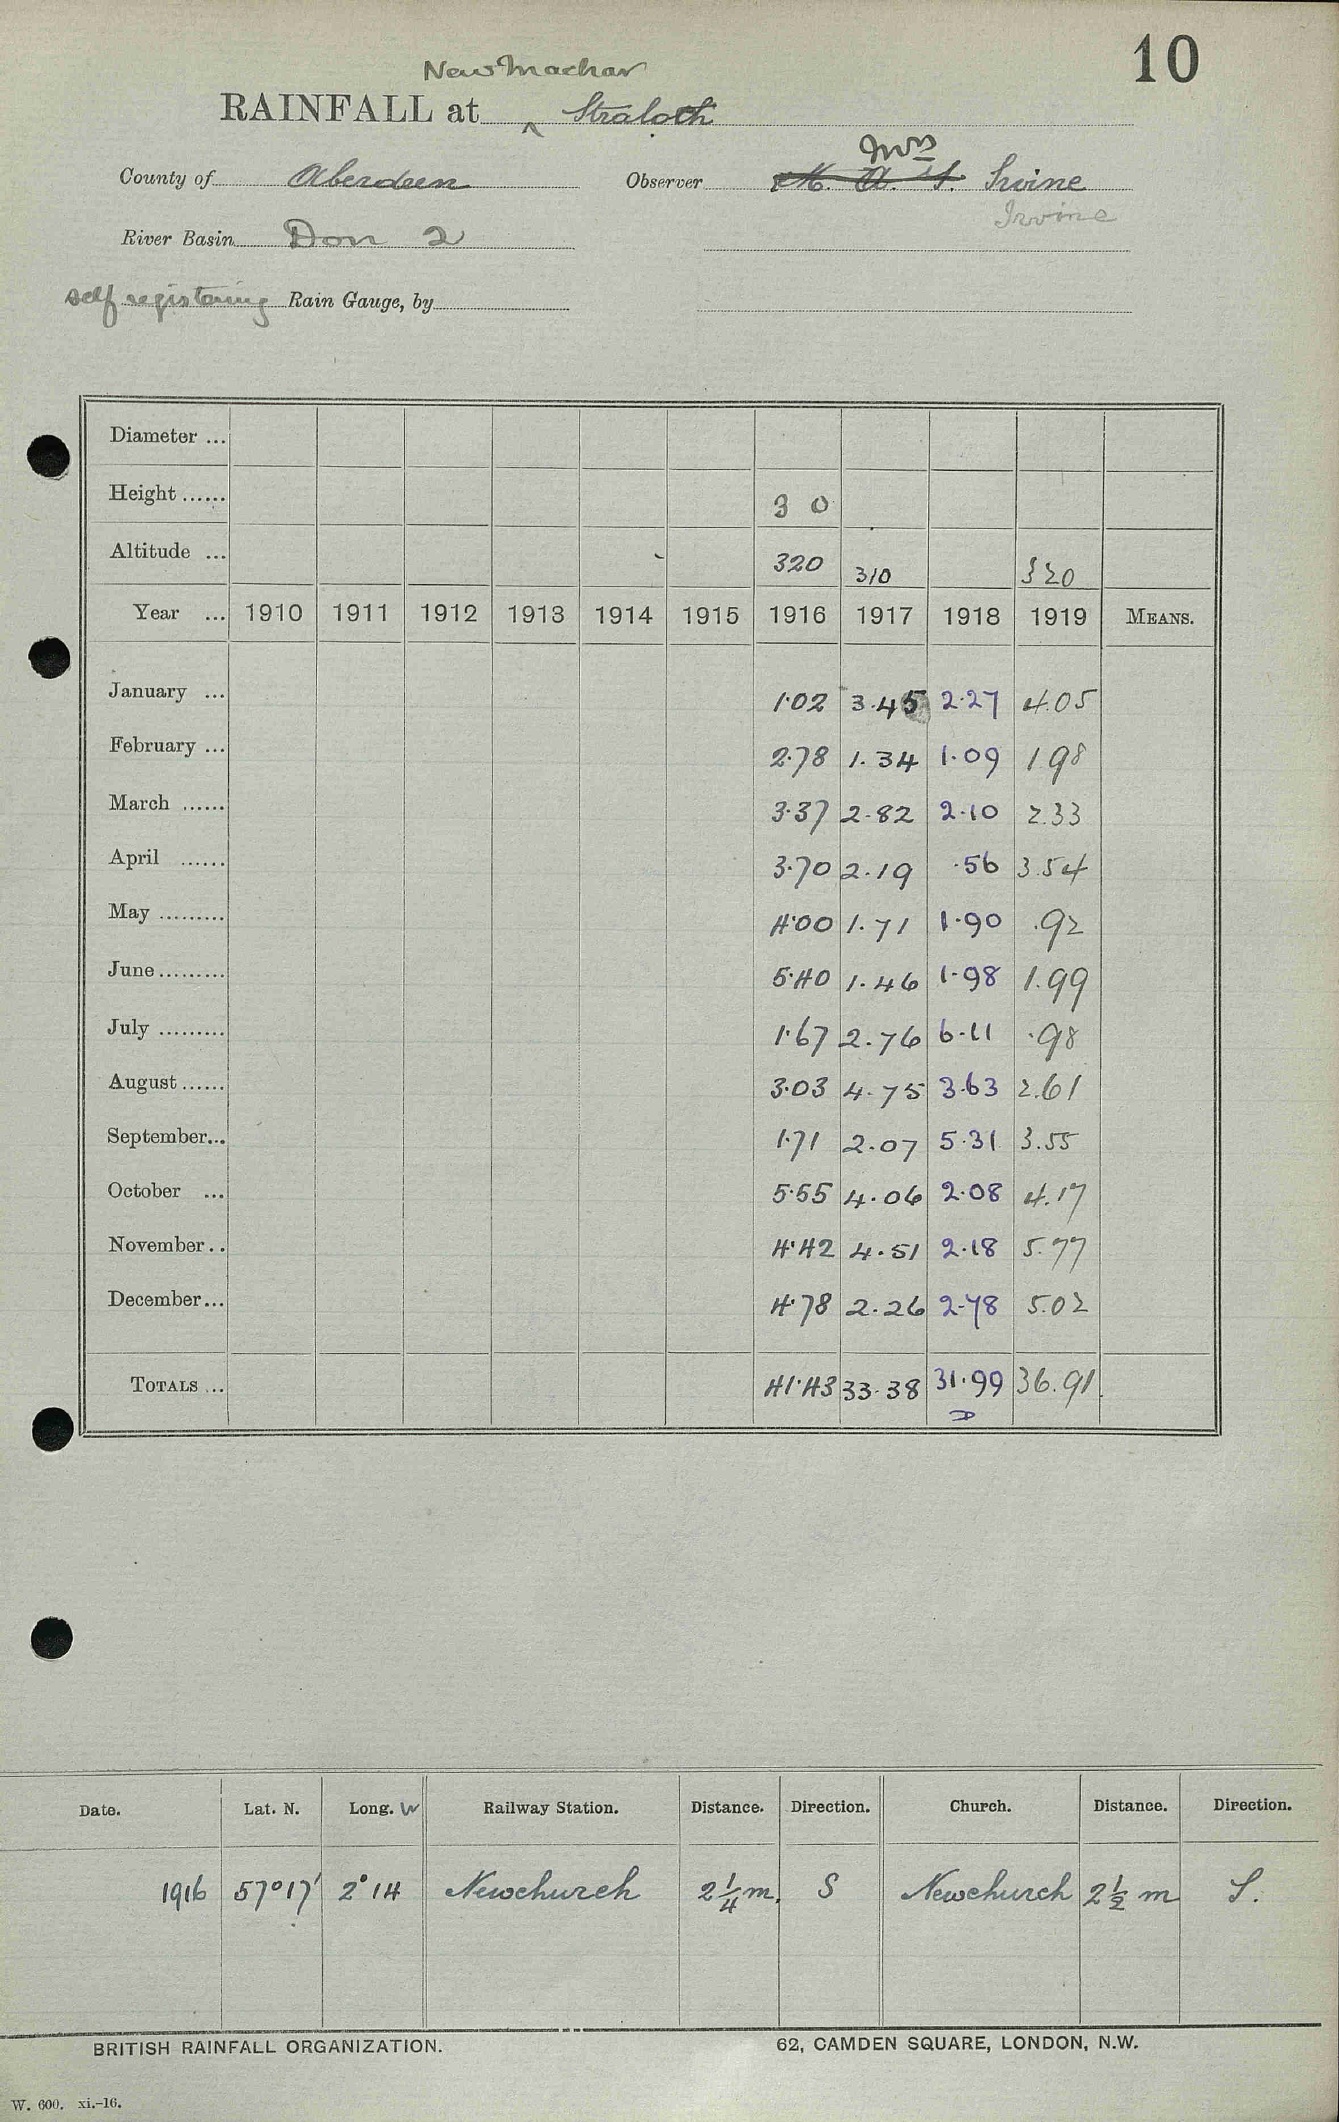 10
New Machar
RAINFALL at ^ Straloch
Mrs
County of Aberdeen Observer M. A. S. Irvine
Irvine
River Basin Don 2
self registering Rain Gauge, by
Diameter ...
Height ...... 3 0
Altitude ... 320 310 320
Year ... 1910 1911 1912 1913 1914 1915 1916 1917 1918 1919 MEANS.
January ... 1.02 3.45 2.27 4.05
February ... 2.78 1.34 1.09 1.98
March ...... 3.37 2.82 2.10 2.33
April ...... 3.70 2.19 .56 3.54
May ......... 4.00 1.71 1.90 .92
June ......... 5.40 1.46 1.98 1.99
July ......... 1.67 2.76 6.11 .98
August ...... 3.03 4.75 3.63 2.61
September... 1.71 2.07 5.31 3.55
October ... 5.55 4.06 2.08 4.17
November .. 4.42 4.51 2.18 5.77
December ... 4.78 2.26 2.78 5.02
TOTALS ... 41.43 33.38 31.99 36.91
Date. Lat. N. Long. W Railway Station. Distance. Direction. Church. Distance. Direction.
1916 57°17' 2°14 Newchurch 2 1/4 m. S Newchurch 2 1/2 m S.
BRITISH RAINFALL ORGANIZATION. 62, CAMDEN SQUARE, LONDON, N.W.
W. 600. xi.-16.